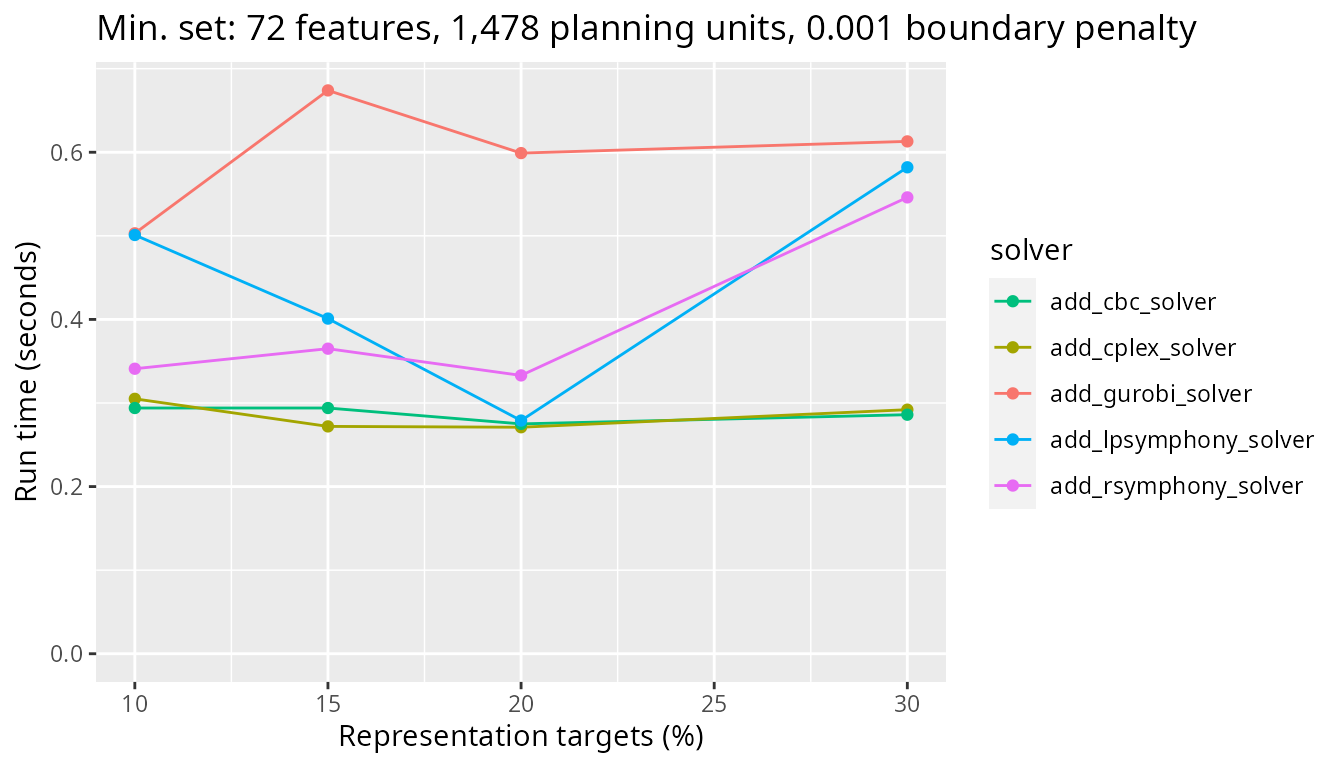 Min. set: 72 features, 1,478 planning units, 0.001 boundary penalty
Run time (seconds)
0.6
0.4
0.2
0.0
10 15 20 25 30
Representation targets (%)
solver
add_cbc_solver
add_cplex_solver
add_gurobi_solver
add_lpsymphony_solver
add_rsymphony_solver